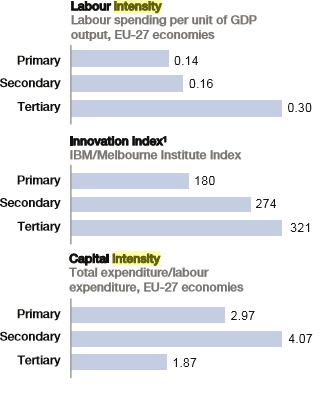 Labour Intensity
Labour spending per unit of GDP
output, EU-27 economies
Primary 0.14
Secondary 0.16
Tertiary 0.30
Innovation Index¹
IBM/Melbourne Institute Index
Primary 180
Secondary 274
Tertiary 321
Capital Intensity
Total expenditure/labour
expenditure, EU-27 economies
Primary 2.97
Secondary 4.07
Tertiary 1.87